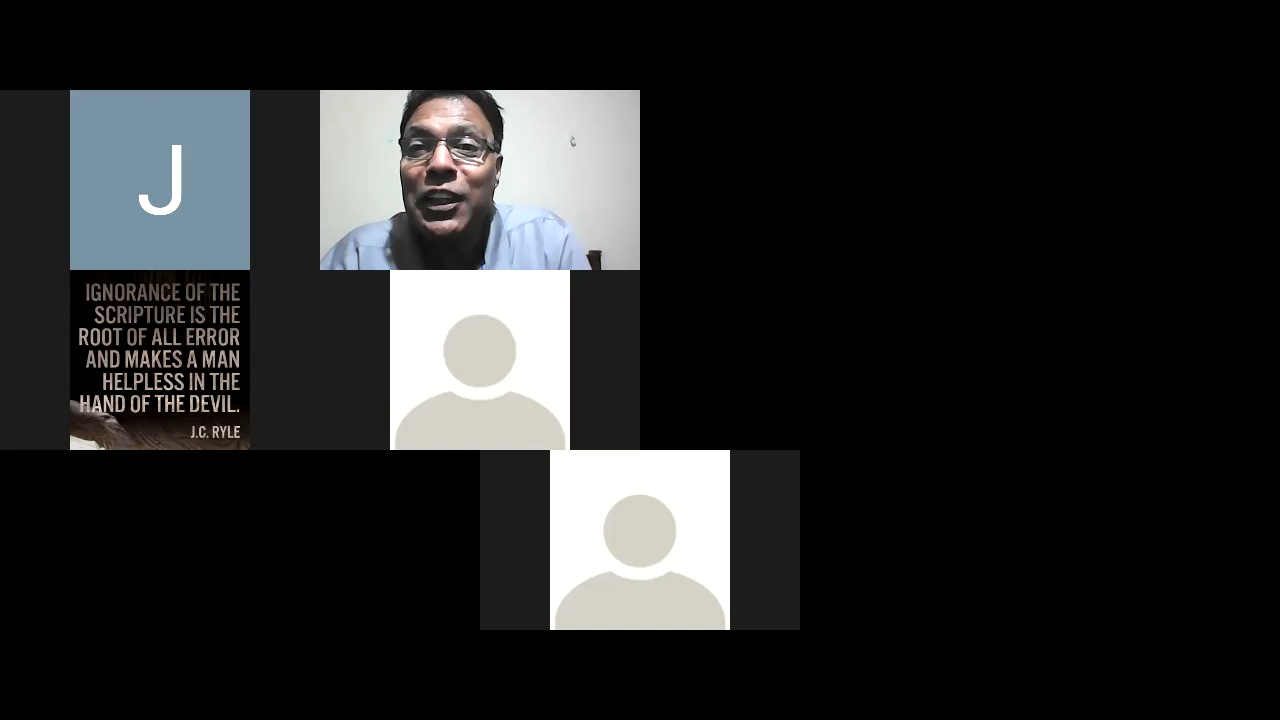 J
IGNORANCE OF THE
SCRIPTURE IS THE
ROOT OF ALL ERROR
AND MAKES A MAN
HELPLESS IN THE
HAND OF THE DEVIL.
J.C. RYLE